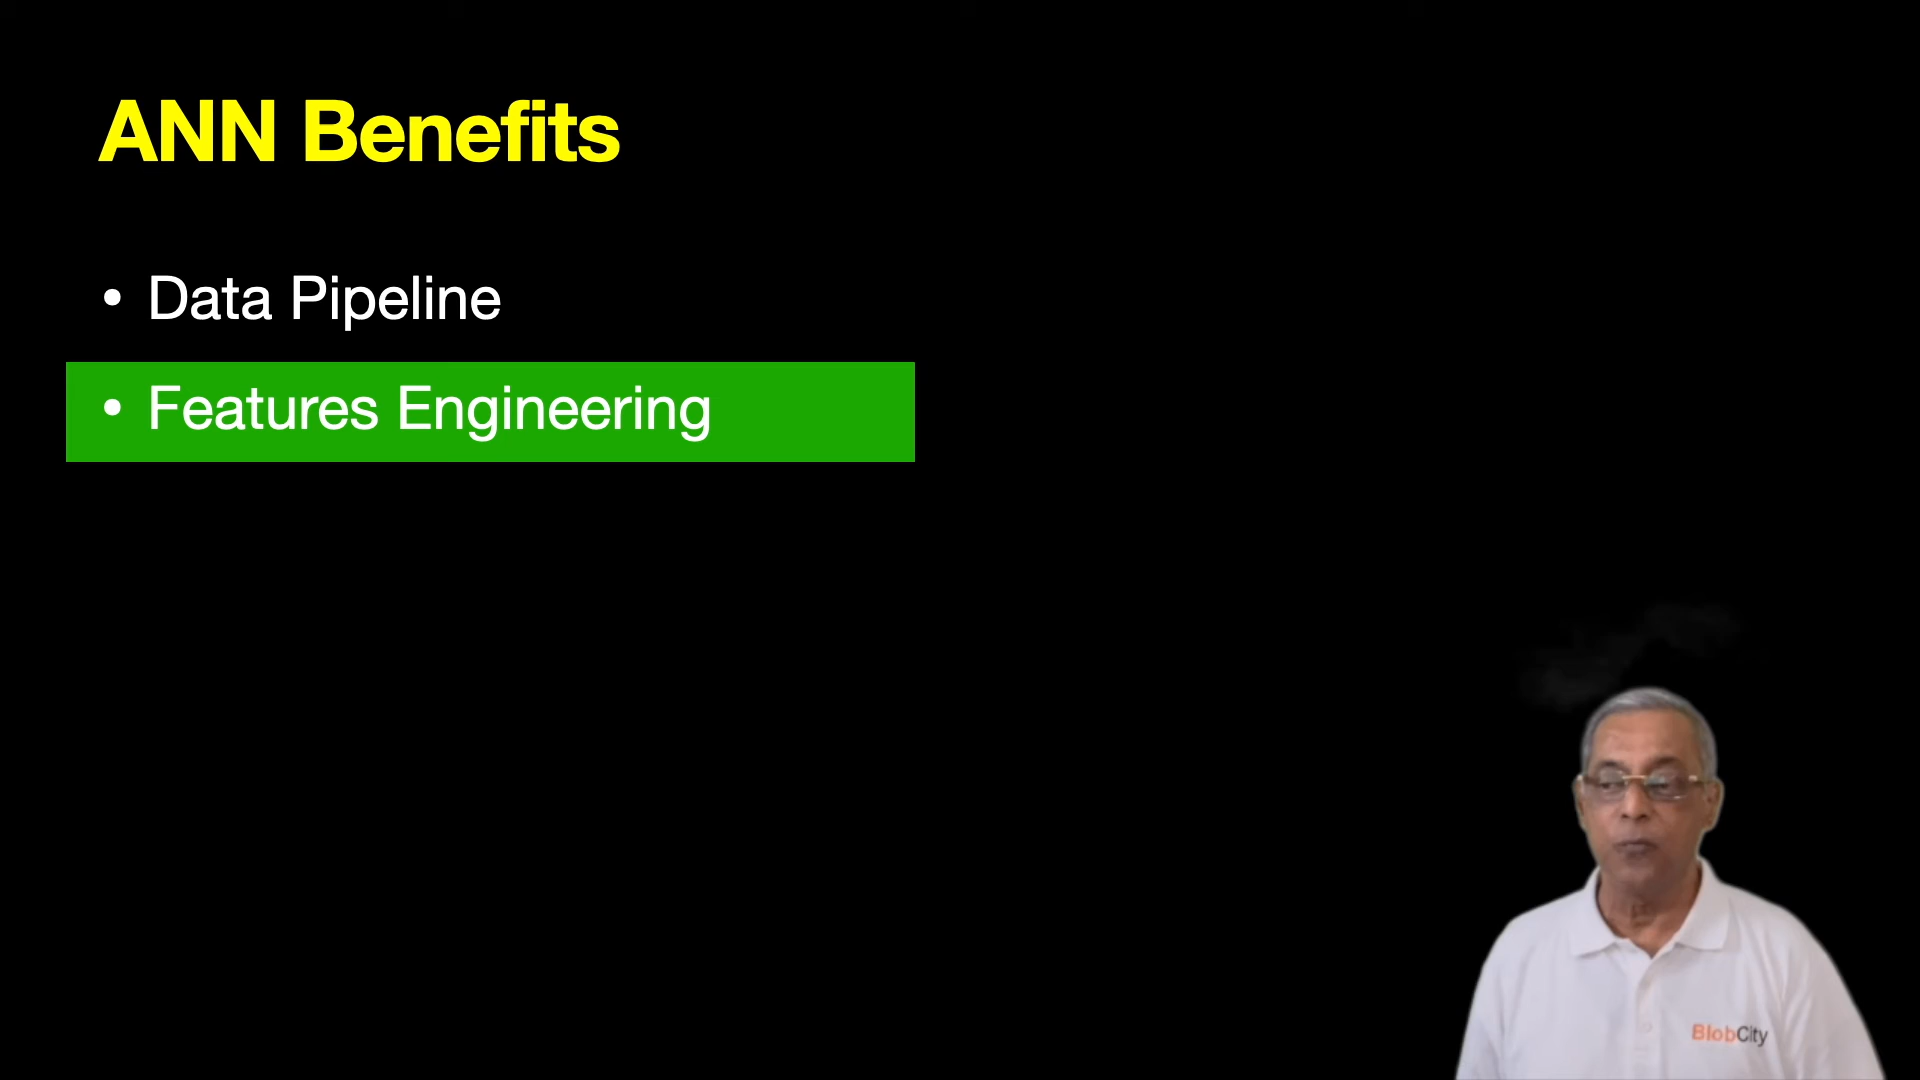 ANN Benefits
• Data Pipeline
• Features Engineering
BlobCity